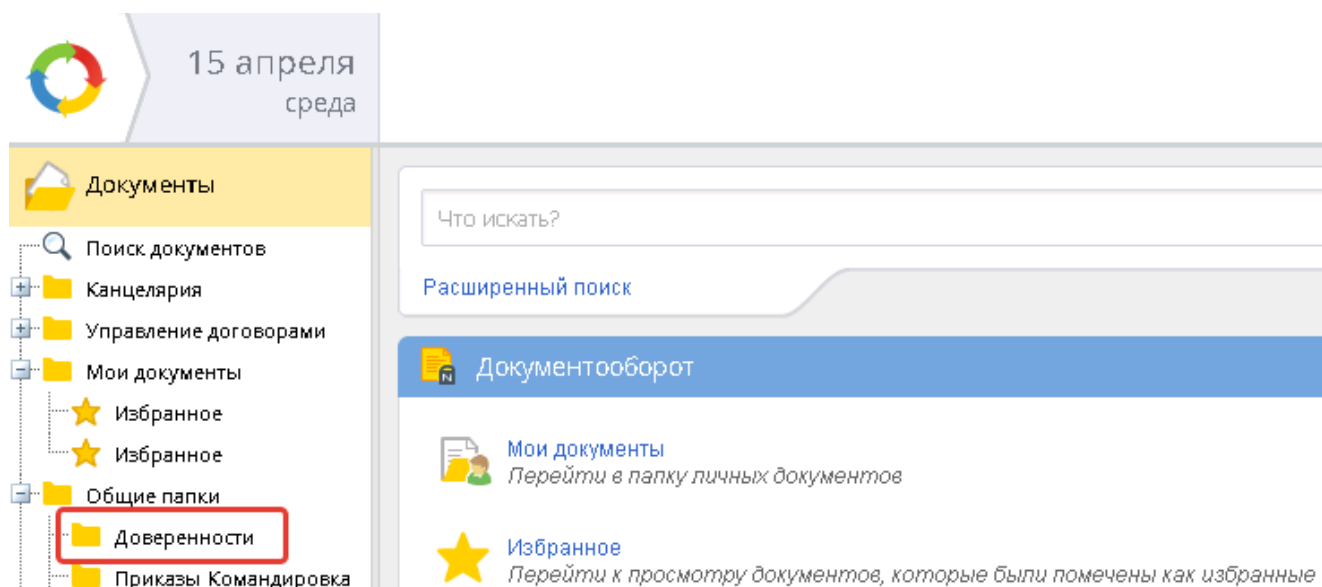 15 апреля
среда
Документы
Поиск документов
Канцелярия
Управление договорами
Мои документы
Избранное
Избранное
Общие папки
Доверенности
Приказы Командировка
Что искать?
Расширенный поиск
Документооборот
Мои документы
Перейти в папку личных документов
Избранное
Перейти к просмотру документов, которые были помечены как избранные